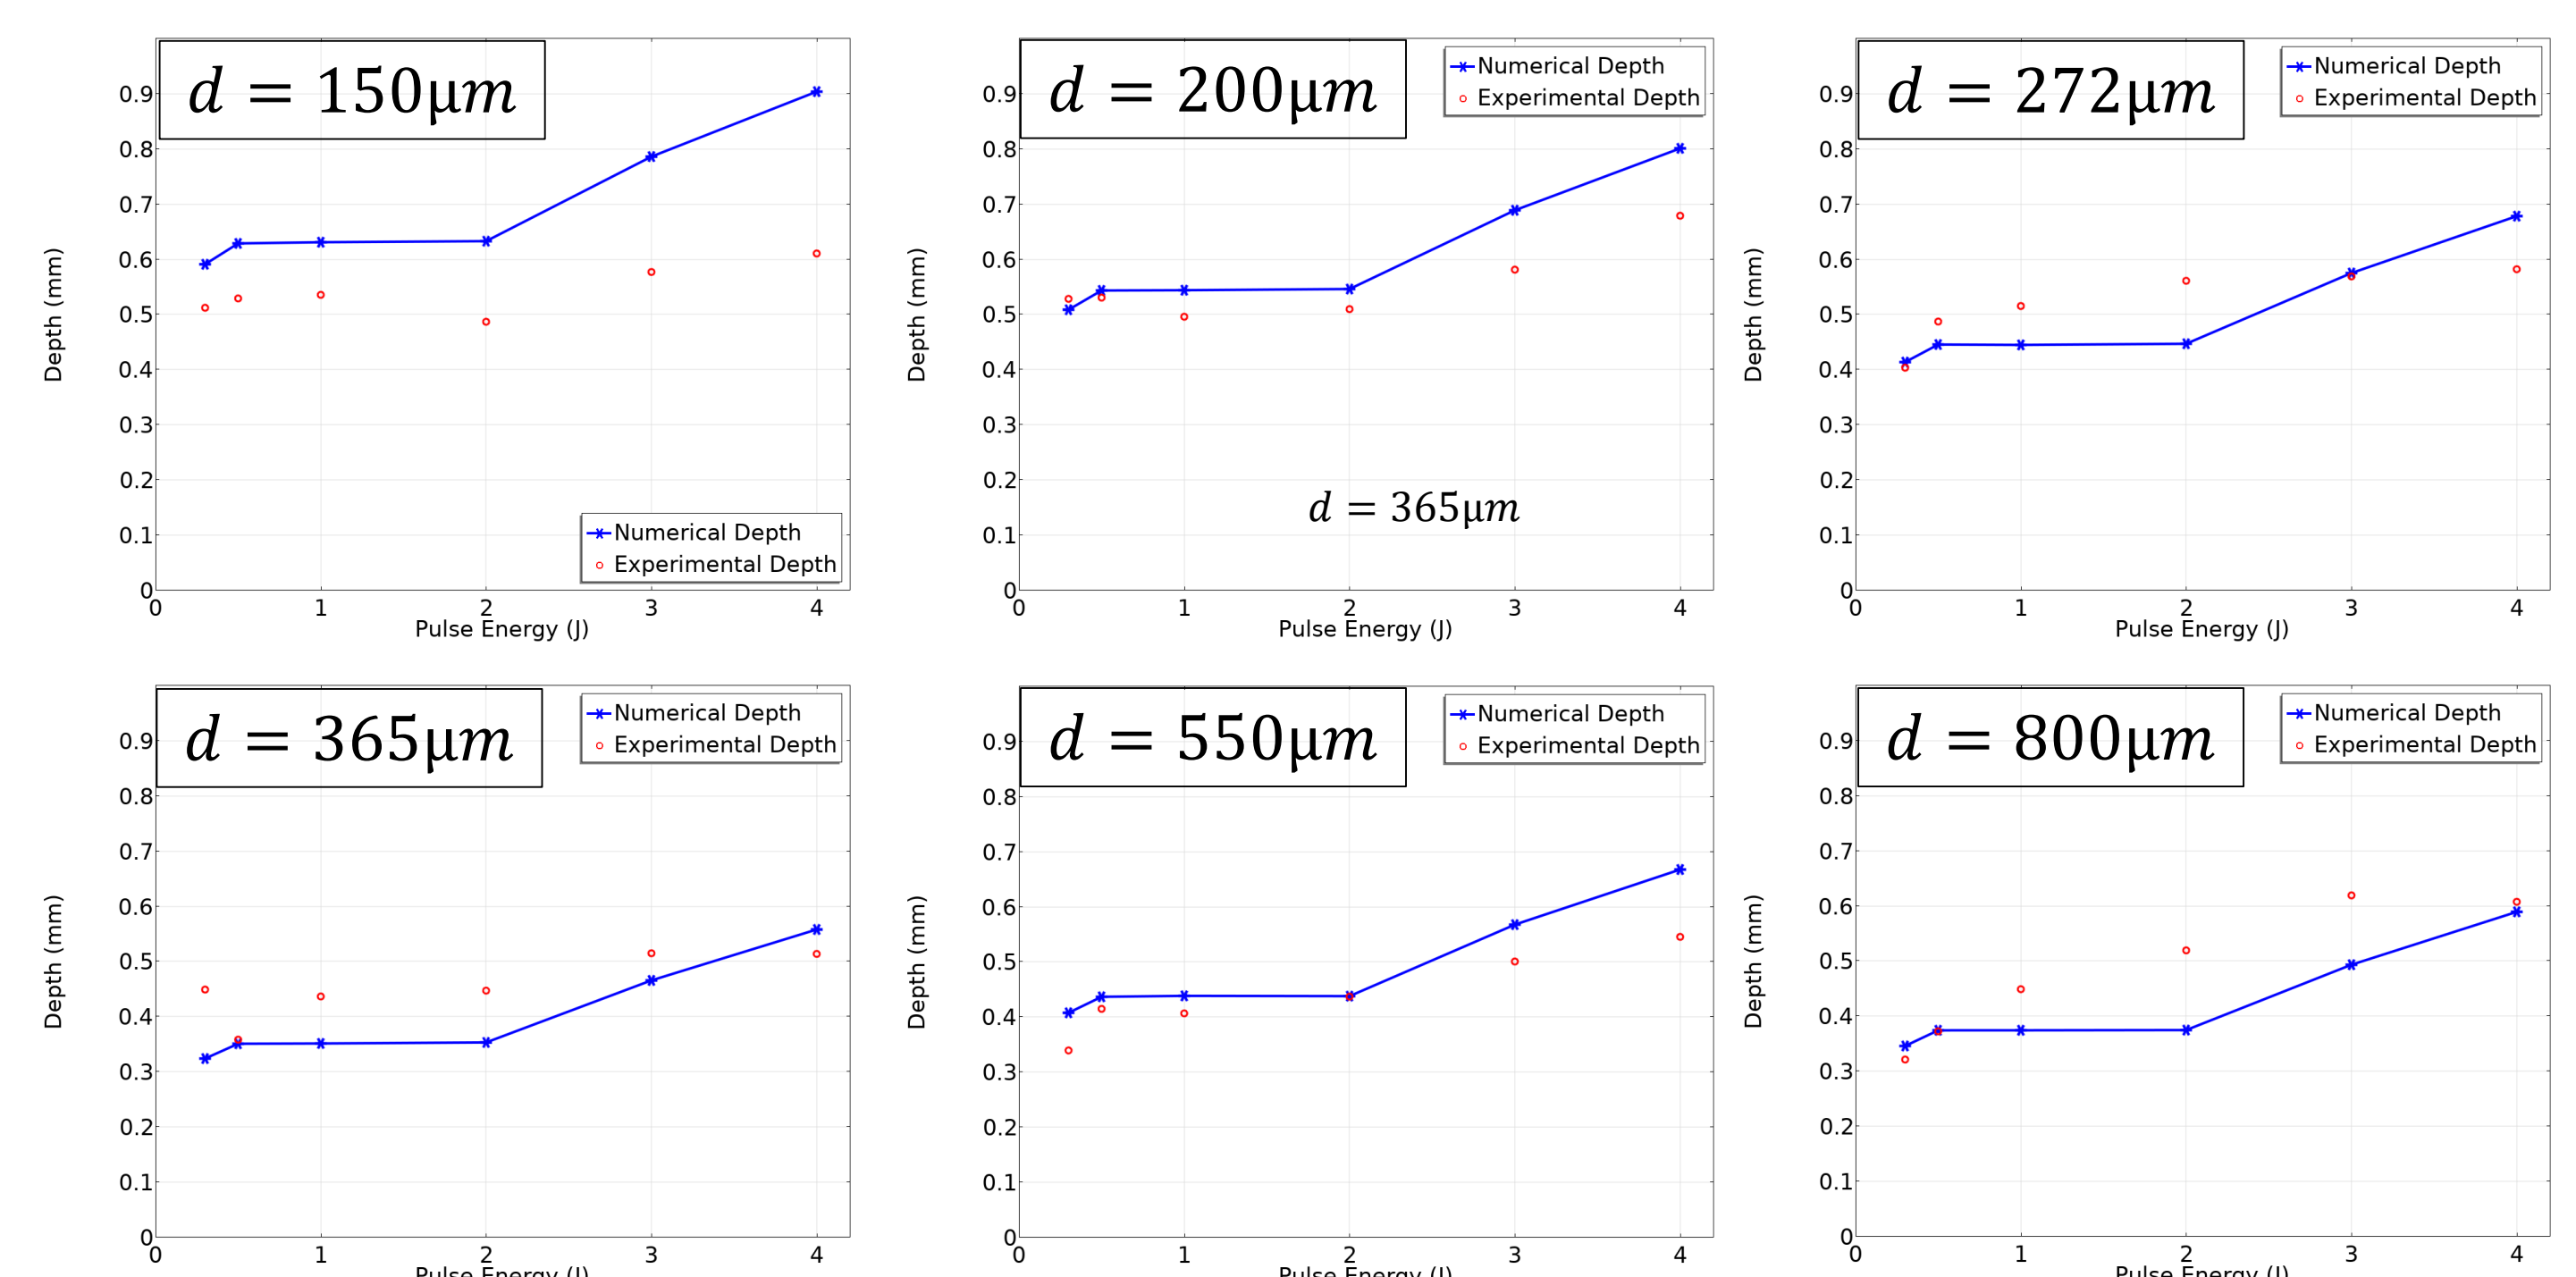 d = 150μm
0.9
0.8
0.7
0.6
0.5
0.4
0.3
0.2
0.1
0
Depth (mm)
Numerical Depth
Experimental Depth
0 1 2 3 4
Pulse Energy (J)
d = 200μm
Numerical Depth
Experimental Depth
0.9
0.8
0.7
0.6
0.5
0.4
0.3
0.2
0.1
0
Depth (mm)
d = 365μm
0 1 2 3 4
Pulse Energy (J)
d = 272μm
Numerical Depth
Experimental Depth
0.9
0.8
0.7
0.6
0.5
0.4
0.3
0.2
0.1
0
Depth (mm)
0 1 2 3 4
Pulse Energy (J)
d = 365μm
Numerical Depth
Experimental Depth
0.9
0.8
0.7
0.6
0.5
0.4
0.3
0.2
0.1
0
Depth (mm)
0 1 2 3 4
Pulse Energy (J)
d = 550μm
Numerical Depth
Experimental Depth
0.9
0.8
0.7
0.6
0.5
0.4
0.3
0.2
0.1
0
Depth (mm)
0 1 2 3 4
Pulse Energy (J)
d = 800μm
Numerical Depth
Experimental Depth
0.9
0.8
0.7
0.6
0.5
0.4
0.3
0.2
0.1
0
Depth (mm)
0 1 2 3 4
Pulse Energy (J)